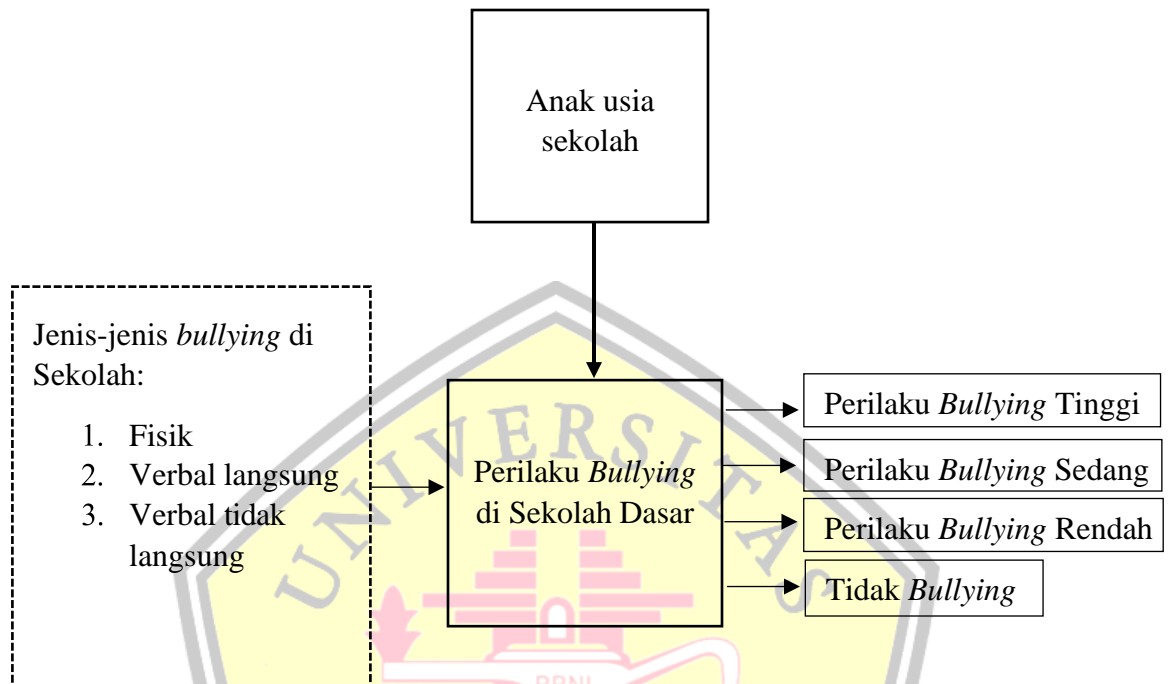 Anak usia
sekolah
Jenis-jenis bullying di
Sekolah:
1. Fisik
2. Verbal langsung
3. Verbal tidak
langsung
Perilaku Bullying
di Sekolah Dasar
Perilaku Bullying Tinggi
Perilaku Bullying Sedang
Perilaku Bullying Rendah
Tidak Bullying
UNIVERSITAS